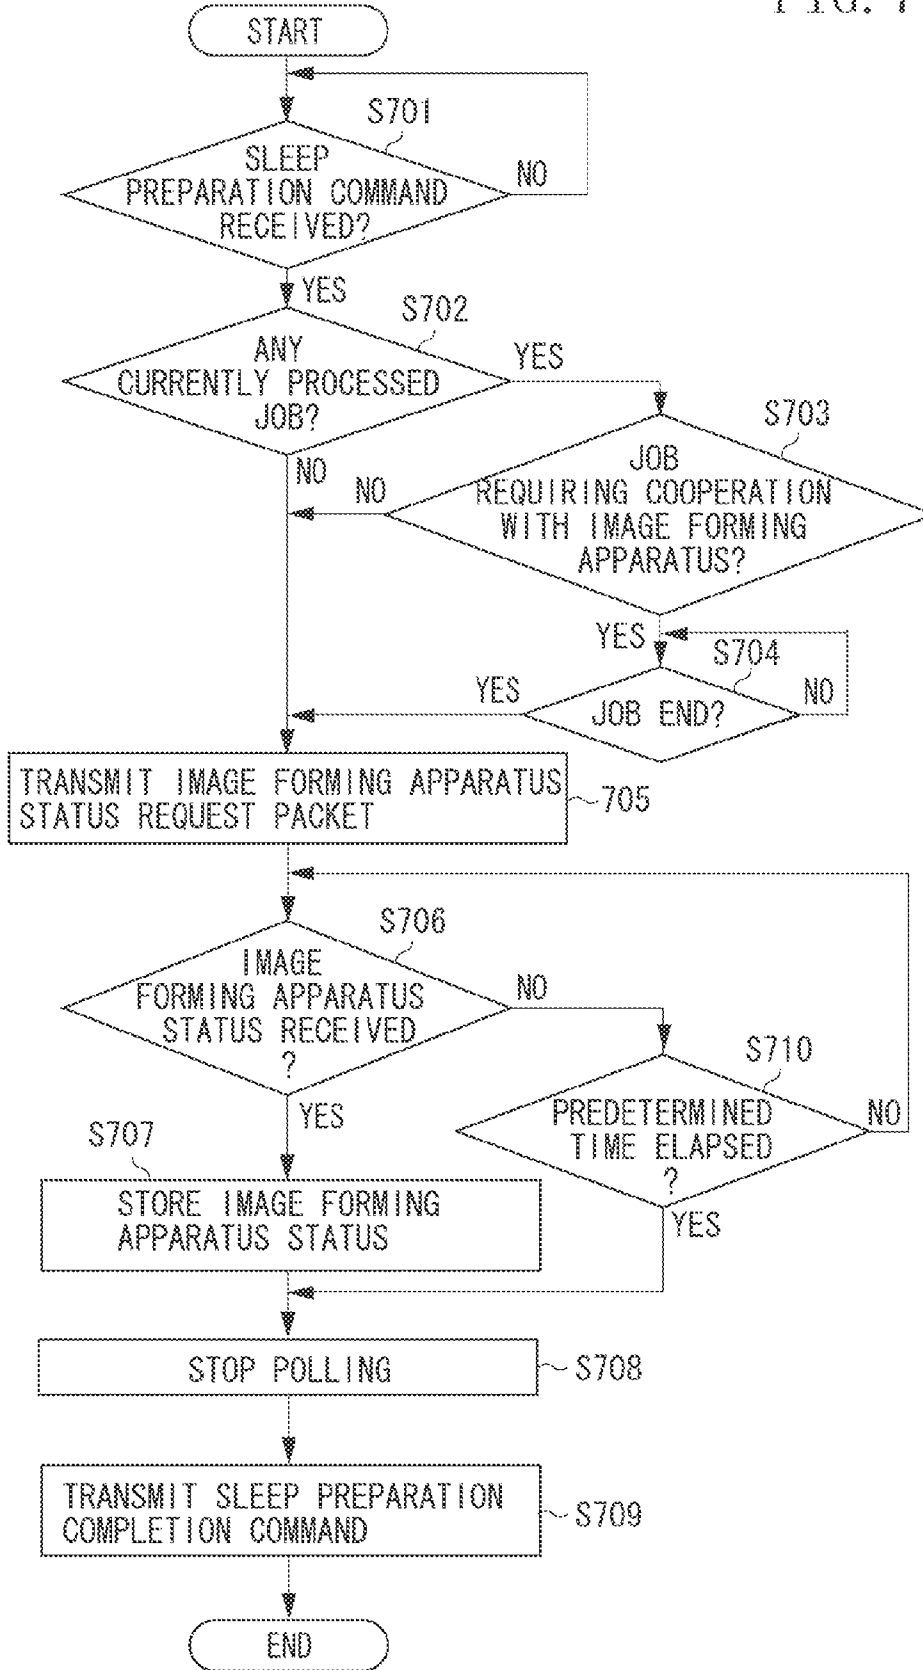 FIG. 7
START
S701
SLEEP
PREPARATION COMMAND
RECEIVED?
NO
YES
S702
ANY
CURRENTLY PROCESSED
JOB?
YES
NO
S703
JOB
REQUIRING COOPERATION
WITH IMAGE FORMING
APPARATUS?
NO
YES
S704
JOB END?
YES
NO
TRANSMIT IMAGE FORMING APPARATUS
STATUS REQUEST PACKET
705
S706
IMAGE
FORMING APPARATUS
STATUS RECEIVED
?
NO
YES
S710
PREDETERMINED
TIME ELAPSED
?
NO
YES
S707
STORE IMAGE FORMING
APPARATUS STATUS
STOP POLLING
S708
TRANSMIT SLEEP PREPARATION
COMPLETION COMMAND
S709
END